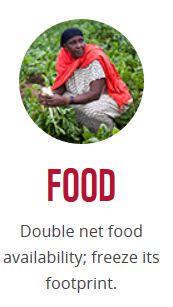 FOOD
Double net food
availability; freeze its
footprint.